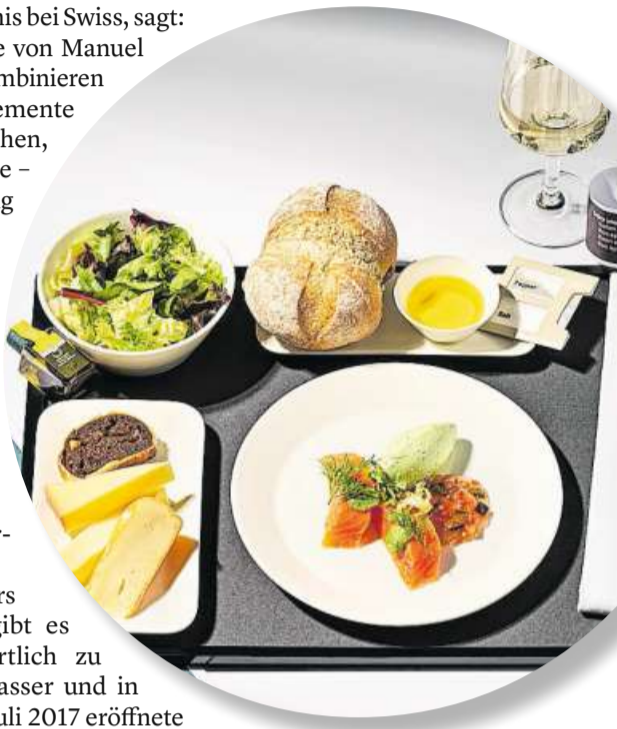 nis bei Swiss, sagt:
e von Manuel
mbinieren
emente
hen,
e –
g
-
rs
gibt es
rtlich zu
asser und in
uli 2017 eröffnete
Pepper
Salt